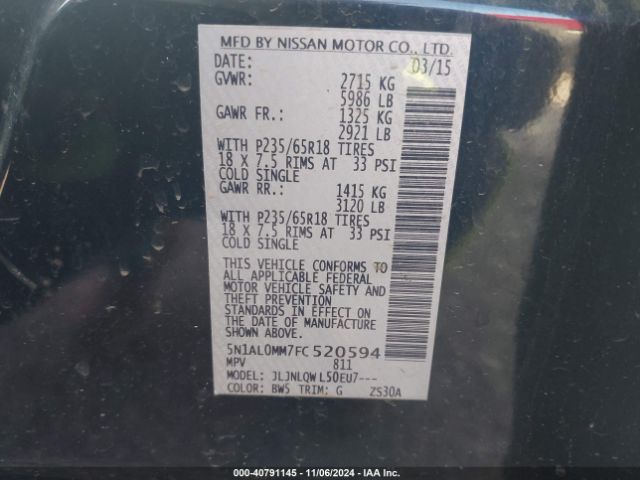 MFD BY NISSAN MOTOR CO., LTD.
DATE: 03/15
GVWR: 2715 KG
5986 LB
GAWR FR.: 1325 KG
2921 LB
WITH P235/65R18 TIRES
18 X 7.5 RIMS AT 33 PSI
COLD SINGLE
GAWR RR.: 1415 KG
3120 LB
WITH P235/65R18 TIRES
18 X 7.5 RIMS AT 33 PSI
COLD SINGLE
THIS VEHICLE CONFORMS TO
ALL APPLICABLE FEDERAL
MOTOR VEHICLE SAFETY AND
THEFT PREVENTION
STANDARDS IN EFFECT ON
THE DATE OF MANUFACTURE
SHOWN ABOVE.
5N1AL0MM7FC520594
MPV 811
MODEL: JLJNLQWL50EU7---
COLOR: BW5 TRIM: G ZS30A
000-40791145 - 11/06/2024 - IAA Inc.